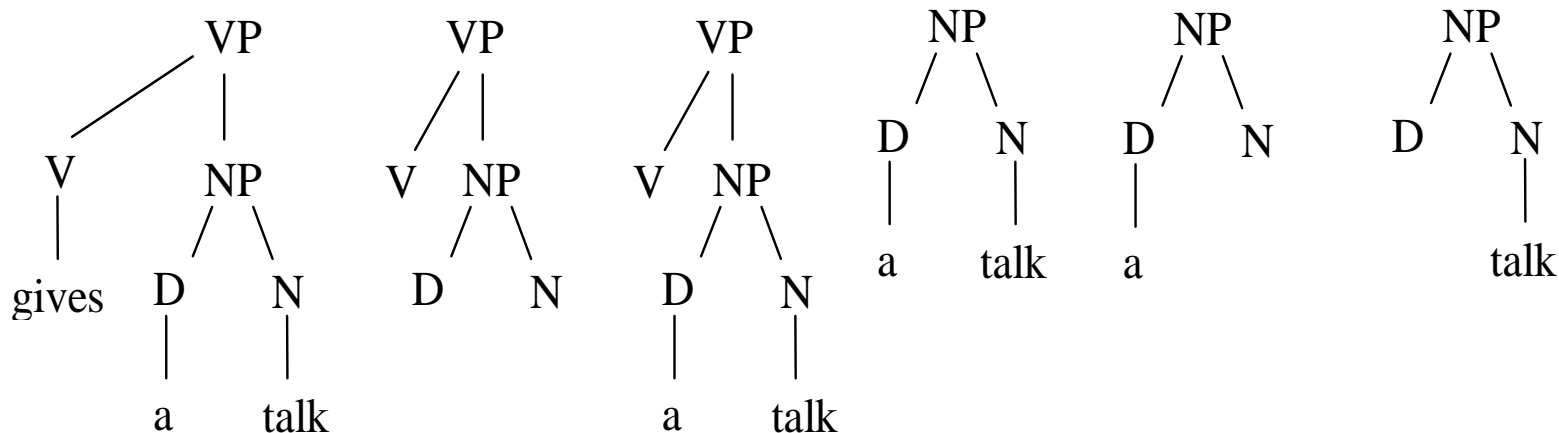 VP VP VP NP NP NP
V NP V NP V NP D N D N D N
gives D N D N D N a talk a talk
a talk a talk